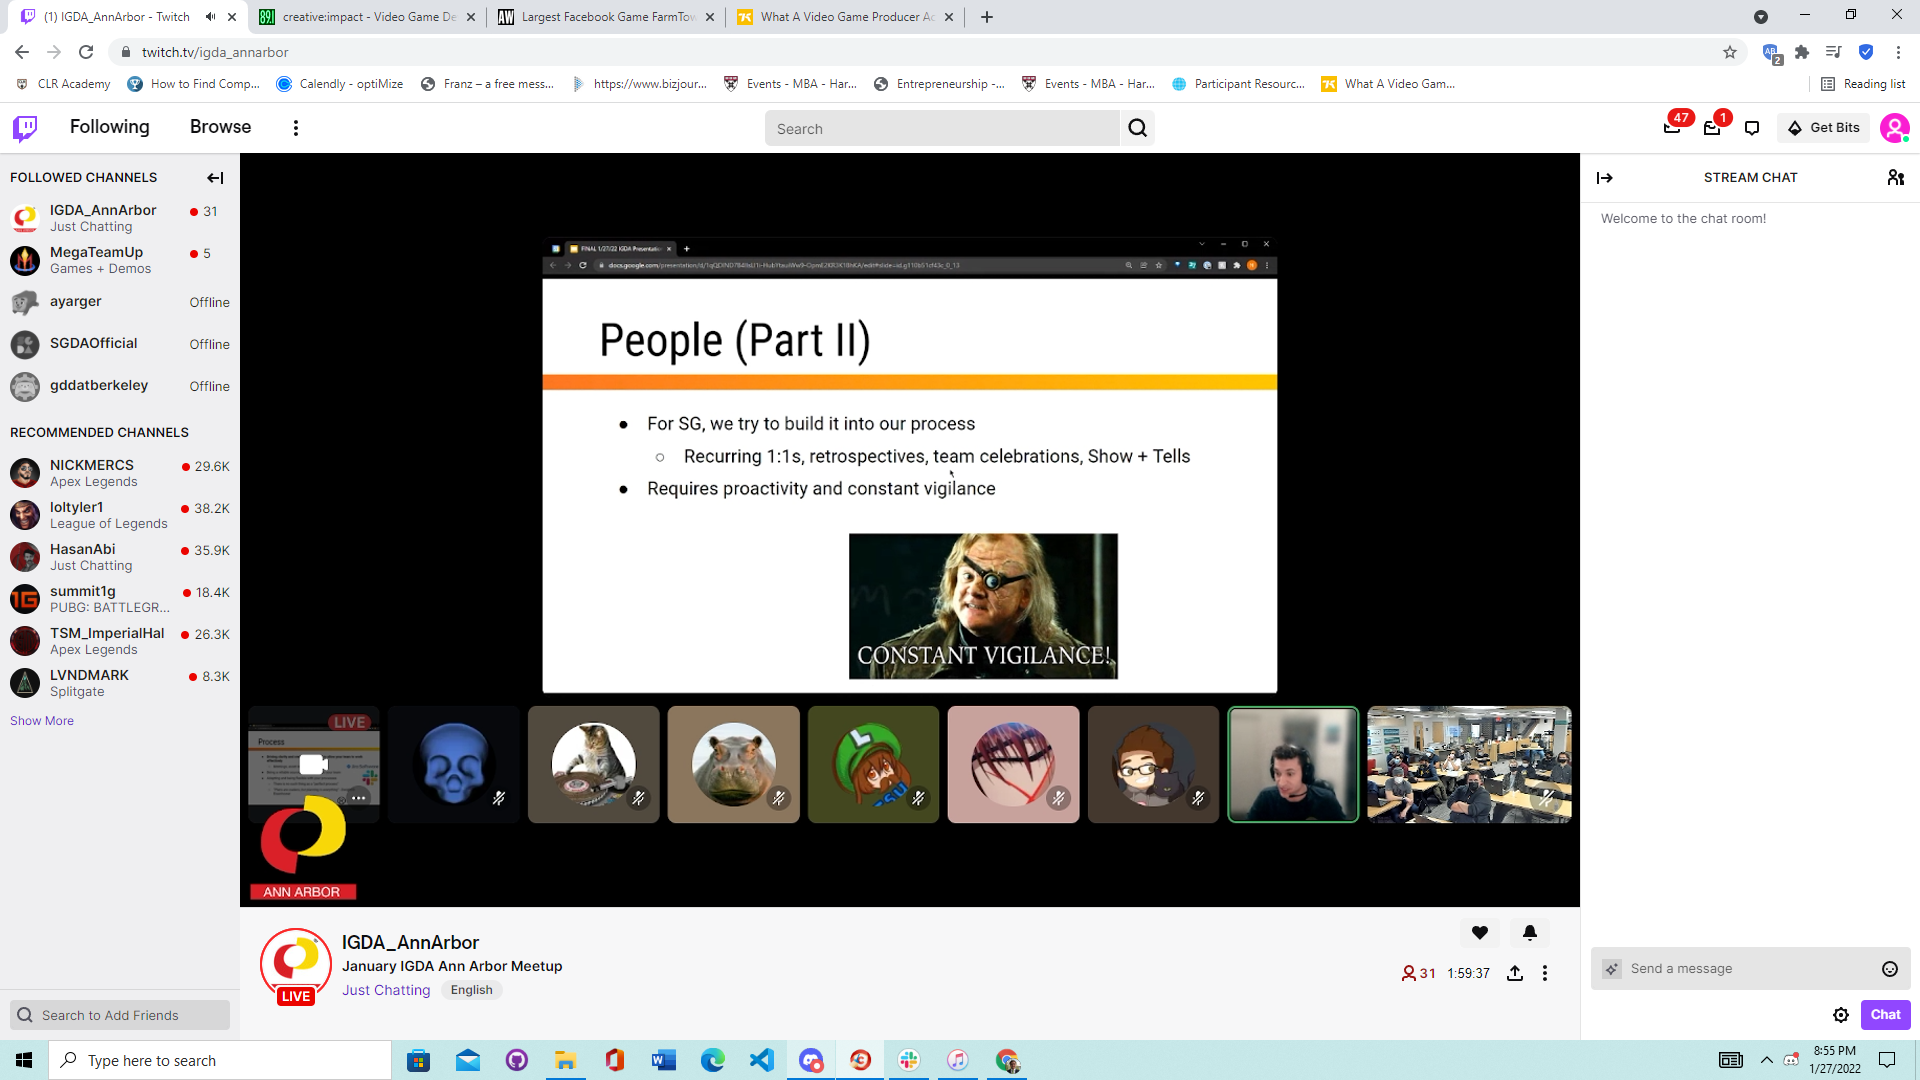 (1) IGDA_AnnArbor - Twitch
creative:impact - Video Game De
Largest Facebook Game FarmTow
What A Video Game Producer Ac
twitch.tv/igda_annarbor
CLR Academy
How to Find Comp...
Calendly - optiMize
Franz – a free mess...
https://www.bizjour...
Events - MBA - Har...
Entrepreneurship -...
Events - MBA - Har...
Participant Resourc...
What A Video Gam...
Reading list
Following
Browse
Search
47
1
Get Bits
FOLLOWED CHANNELS
IGDA_AnnArbor
31
Just Chatting
MegaTeamUp
5
Games + Demos
ayarger
Offline
SGDAOfficial
Offline
gddatberkeley
Offline
RECOMMENDED CHANNELS
NICKMERCS
29.6K
Apex Legends
loltyler1
38.2K
League of Legends
HasanAbi
35.9K
Just Chatting
summit1g
18.4K
PUBG: BATTLEGR...
TSM_ImperialHal
26.3K
Apex Legends
LVNDMARK
8.3K
Splitgate
Show More
Search to Add Friends
FINAL 1/27/22 IGDA Presentation
People (Part II)
For SG, we try to build it into our process
Recurring 1:1s, retrospectives, team celebrations, Show + Tells
Requires proactivity and constant vigilance
CONSTANT VIGILANCE!
LIVE
Process
ANN ARBOR
IGDA_AnnArbor
January IGDA Ann Arbor Meetup
Just Chatting
English
LIVE
31
1:59:37
STREAM CHAT
Welcome to the chat room!
Send a message
Chat
Type here to search
8:55 PM
1/27/2022